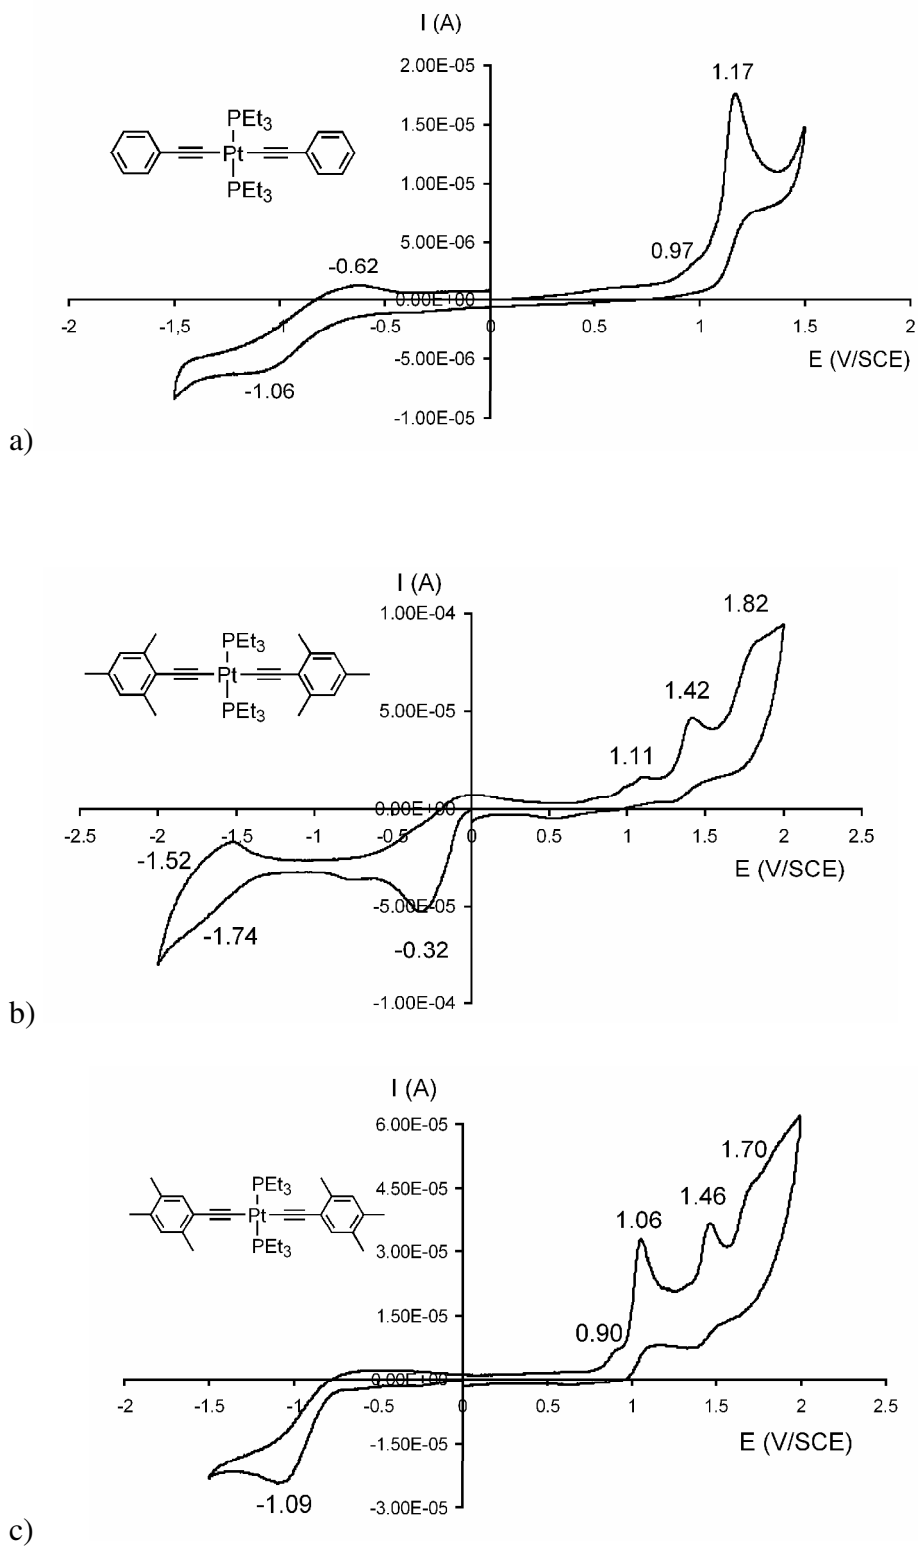 I (A)
2.00E-05
1.17
PEt3
1.50E-05
Pt
PEt3
1.00E-05
5.00E-06
0.97
-0.62
0.00E+00
-2
-1,5
-1
-0.5
0
0.5
1
1.5
2
-5.00E-06
E (V/SCE)
-1.06
-1.00E-05
a)
I (A)
1.00E-04
1.82
PEt3
Pt
1.42
PEt3
5.00E-05
1.11
0.00E+00
-2.5
-2
-1.5
-1
-0.5
0
0.5
1
1.5
2
2.5
-1.52
E (V/SCE)
-5.00E-05
-1.74
-0.32
-1.00E-04
b)
I (A)
6.00E-05
1.70
PEt3
4.50E-05
1.46
Pt
1.06
PEt3
3.00E-05
1.50E-05
0.90
0.00E+00
-2
-1.5
-1
-0.5
0
0.5
1
1.5
2
2.5
-1.50E-05
E (V/SCE)
-1.09
-3.00E-05
c)